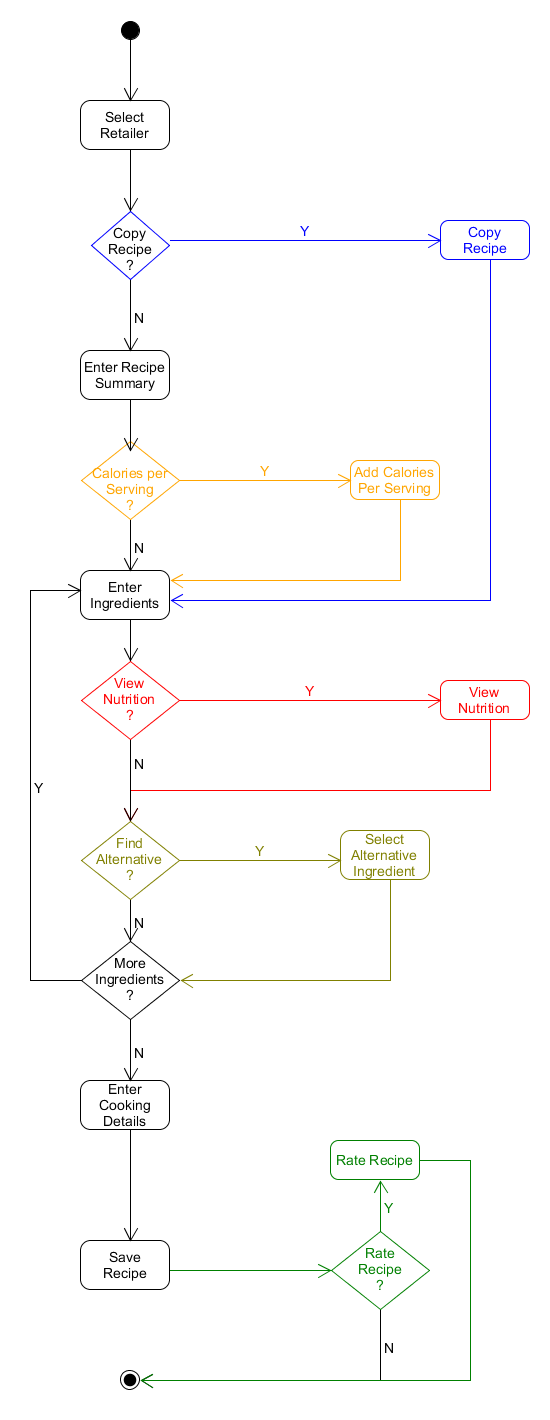 Select
Retailer
Copy
Recipe
?
Y
Copy
Recipe
N
Enter Recipe
Summary
Calories per
Serving
?
Y
Add Calories
Per Serving
N
Enter
Ingredients
View
Nutrition
?
Y
View
Nutrition
N
Y
Find
Alternative
?
Y
Select
Alternative
Ingredient
N
More
Ingredients
?
N
Enter
Cooking
Details
Rate Recipe
Y
Save
Recipe
Rate
Recipe
?
N